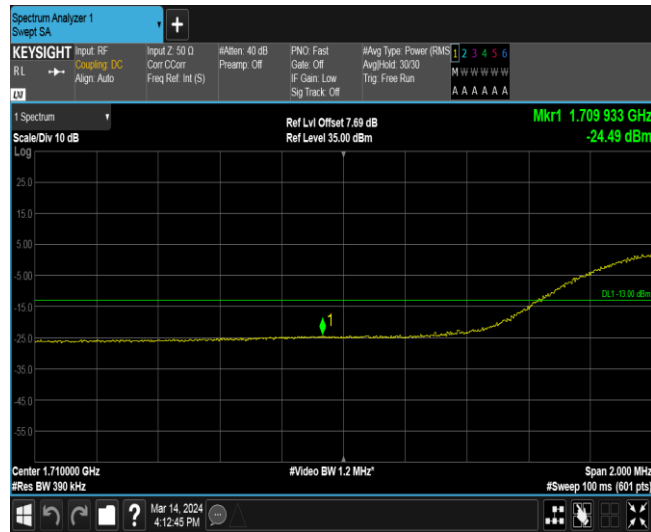 Spectrum Analyzer 1
Swept SA
+
KEYSIGHT Input: RF Input Z: 50 Ω #Atten: 40 dB PNO: Fast #Avg Type: Power (RMS 1 2 3 4 5 6
RL Coupling: DC Corr CCorr Preamp: Off Gate: Off Avg|Hold: 30/30 M W W W W W
Align: Auto Freq Ref: Int (S) IF Gain: Low Trig: Free Run
LXI Sig Track: Off A A A A A A
1 Spectrum Ref Lvl Offset 7.69 dB Mkr1 1.709 933 GHz
Scale/Div 10 dB Ref Level 35.00 dBm -24.49 dBm
Log
25.0
15.0
5.00
-5.00
DL1 -13.00 dBm
-15.0
1
-25.0
-35.0
-45.0
-55.0
Center 1.710000 GHz #Video BW 1.2 MHz* Span 2.000 MHz
#Res BW 390 kHz #Sweep 100 ms (601 pts)
? Mar 14, 2024
4:12:45 PM